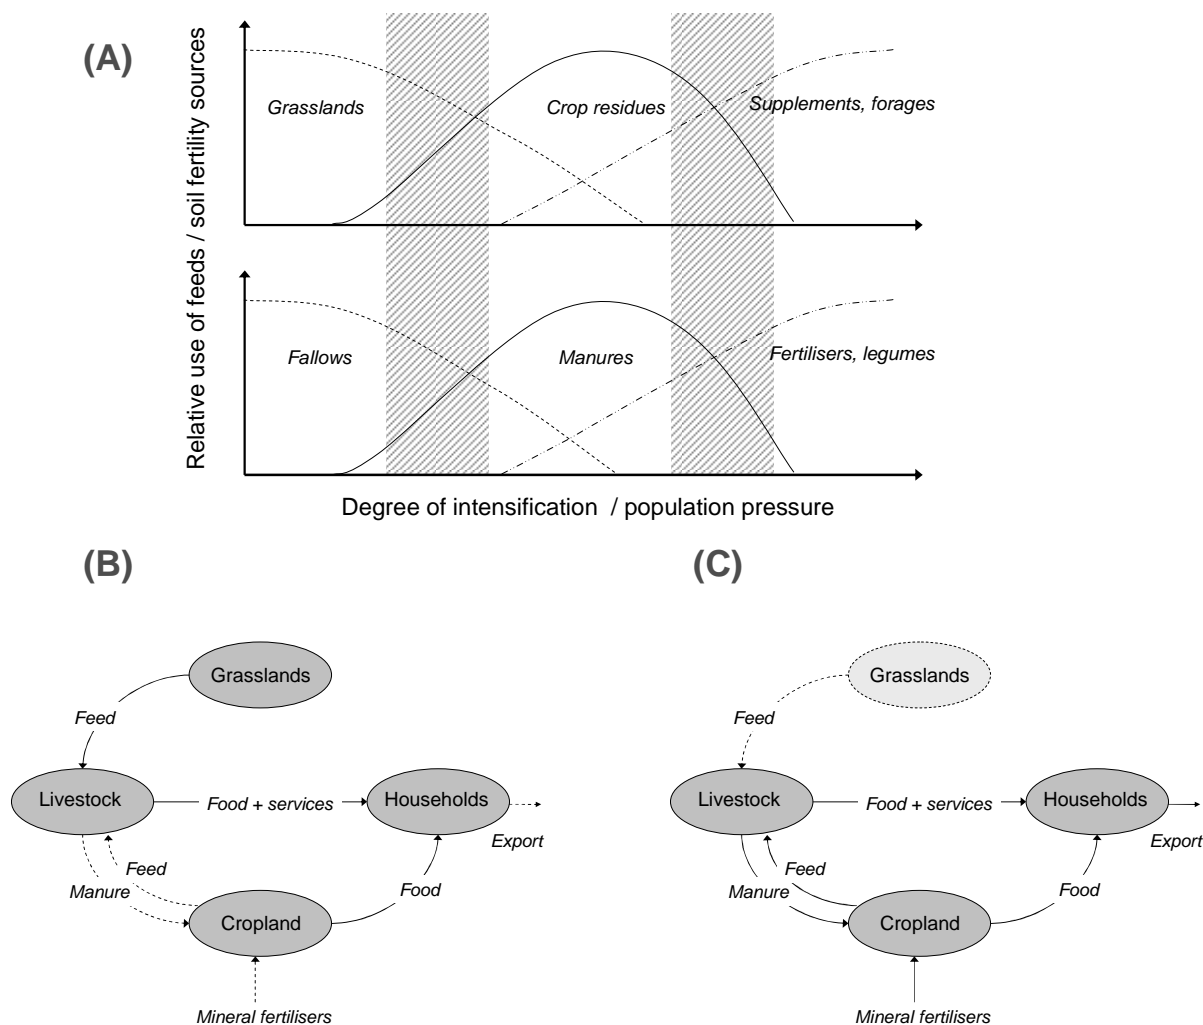 (A)
Relative use of feeds / soil fertility sources
Grasslands
Crop residues
Supplements, forages
Fallows
Manures
Fertilisers, legumes
Degree of intensification / population pressure
(B)
Grasslands
Feed
Livestock
Food + services
Households
Export
Feed
Manure
Food
Cropland
Mineral fertilisers
(C)
Grasslands
Feed
Livestock
Food + services
Households
Export
Feed
Manure
Food
Cropland
Mineral fertilisers